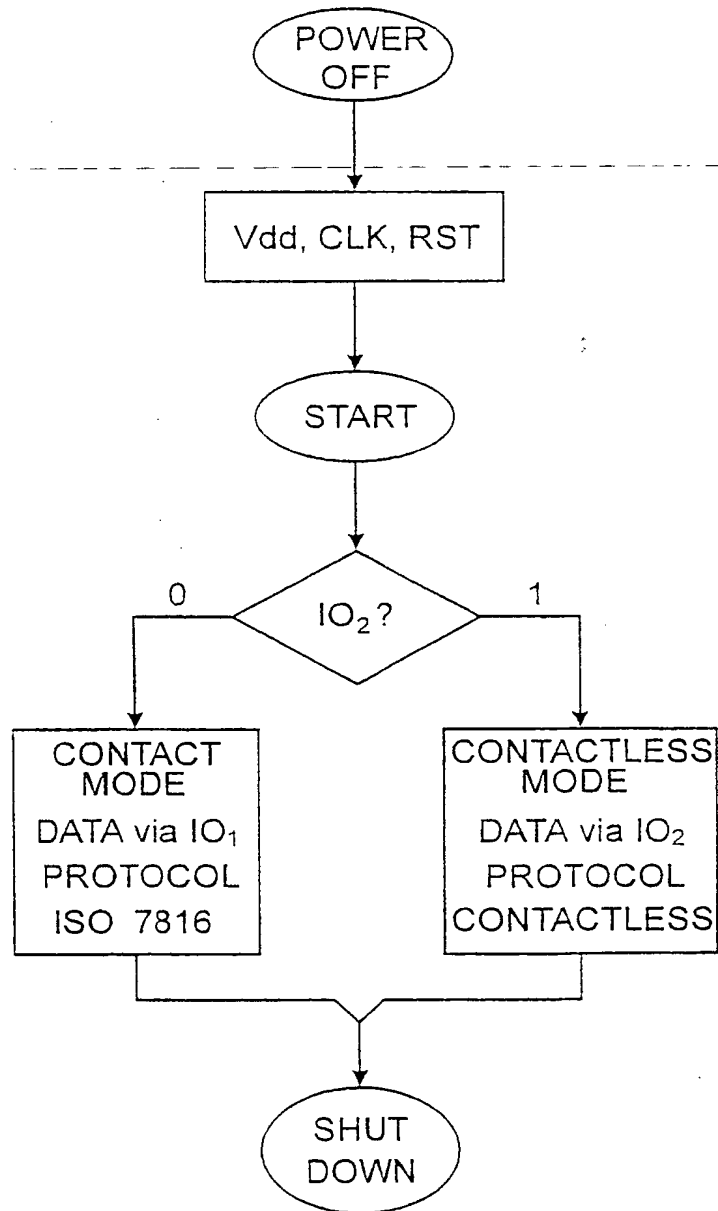 POWER
OFF
Vdd, CLK, RST
START
IO₂?
0
1
CONTACT
MODE
DATA via IO₁
PROTOCOL
ISO 7816
CONTACTLESS
MODE
DATA via IO₂
PROTOCOL
CONTACTLESS
SHUT
DOWN